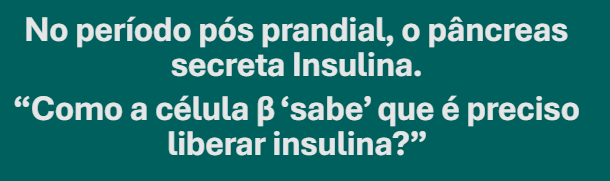 No período pós prandial, o pâncreas
secreta Insulina.
“Como a célula β ‘sabe’ que é preciso
liberar insulina?”